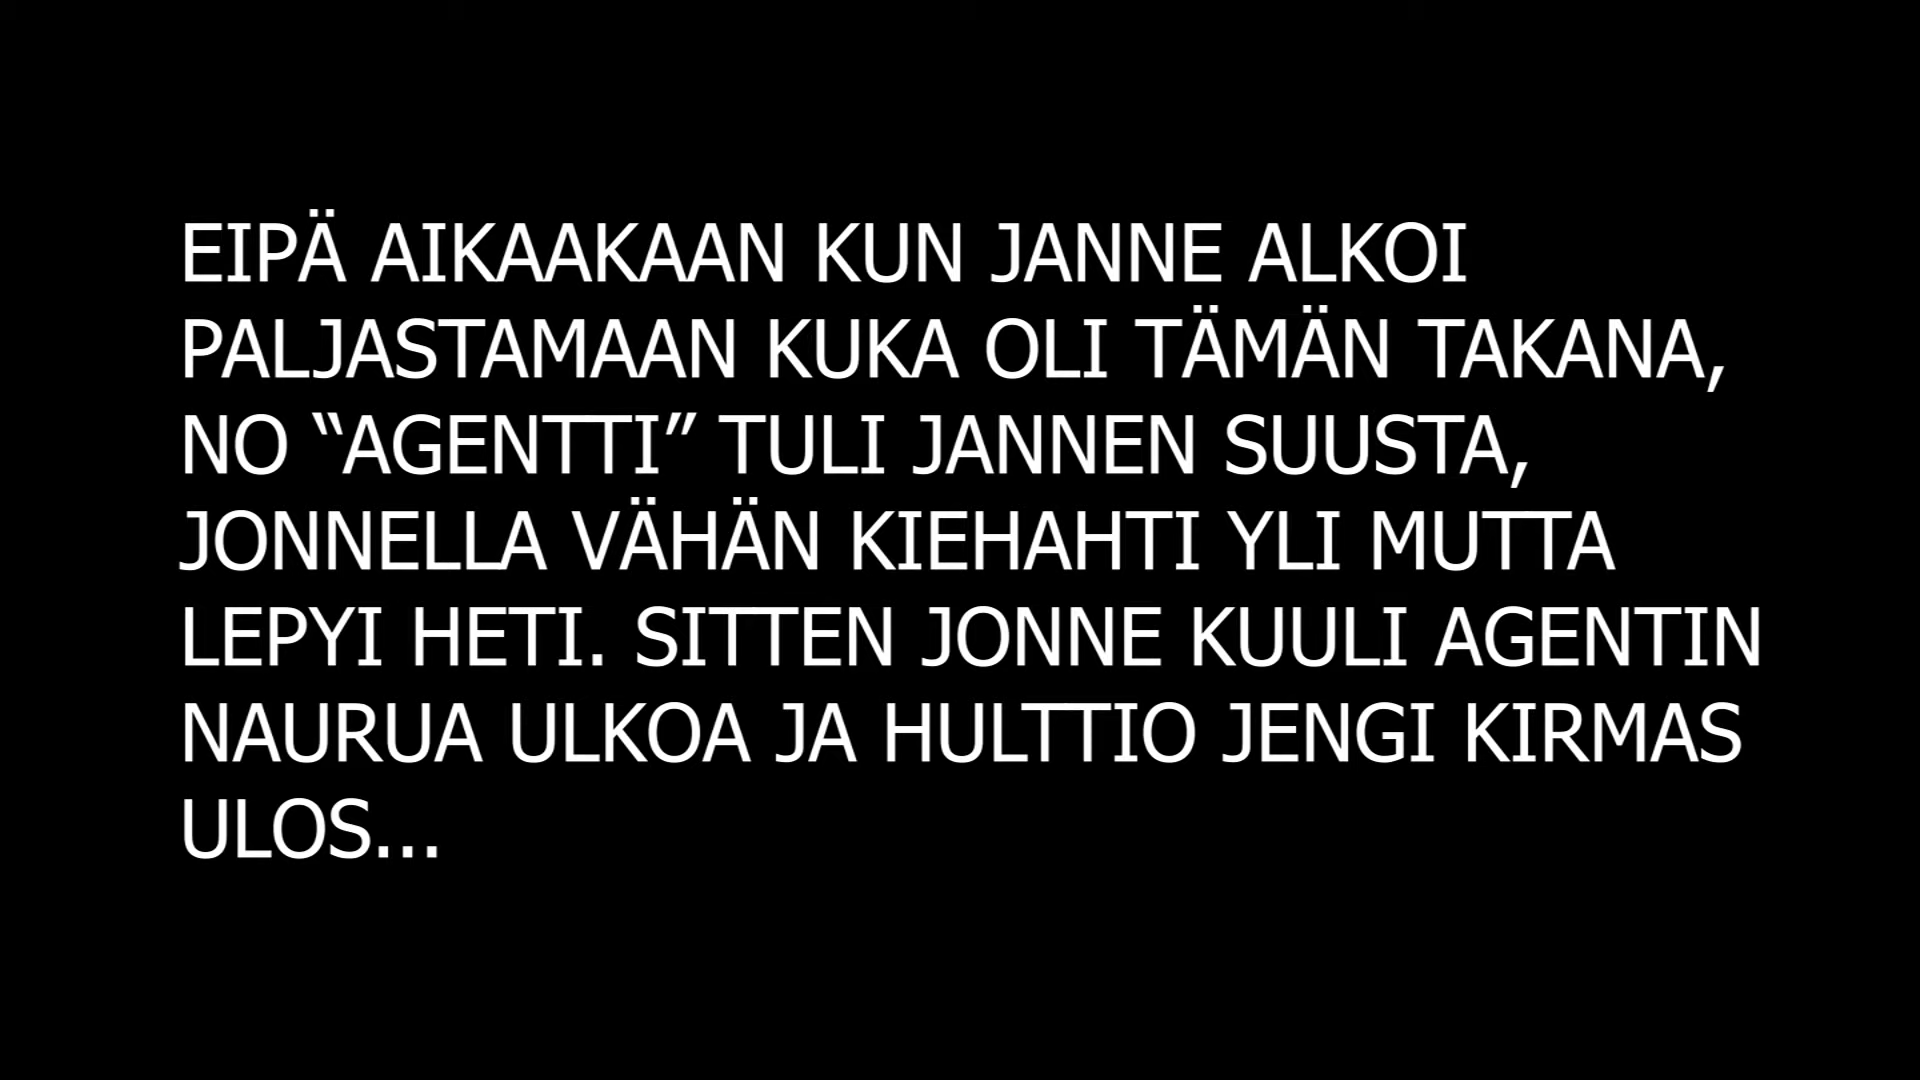 EIPÄ AIKAAKAAN KUN JANNE ALKOI
PALJASTAMAAN KUKA OLI TÄMÄN TAKANA,
NO “AGENTTI” TULI JANNEN SUUSTA,
JONNELLA VÄHÄN KIEHAHTI YLI MUTTA
LEPYI HETI. SITTEN JONNE KUULI AGENTIN
NAURUA ULKOA JA HULTTIO JENGI KIRMAS
ULOS...